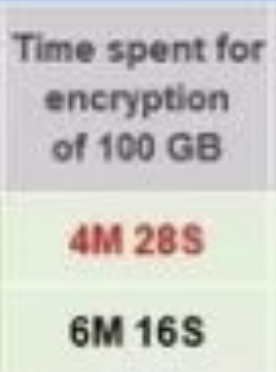 Time spent for
encryption
of 100 GB
4M 28S
6M 16S